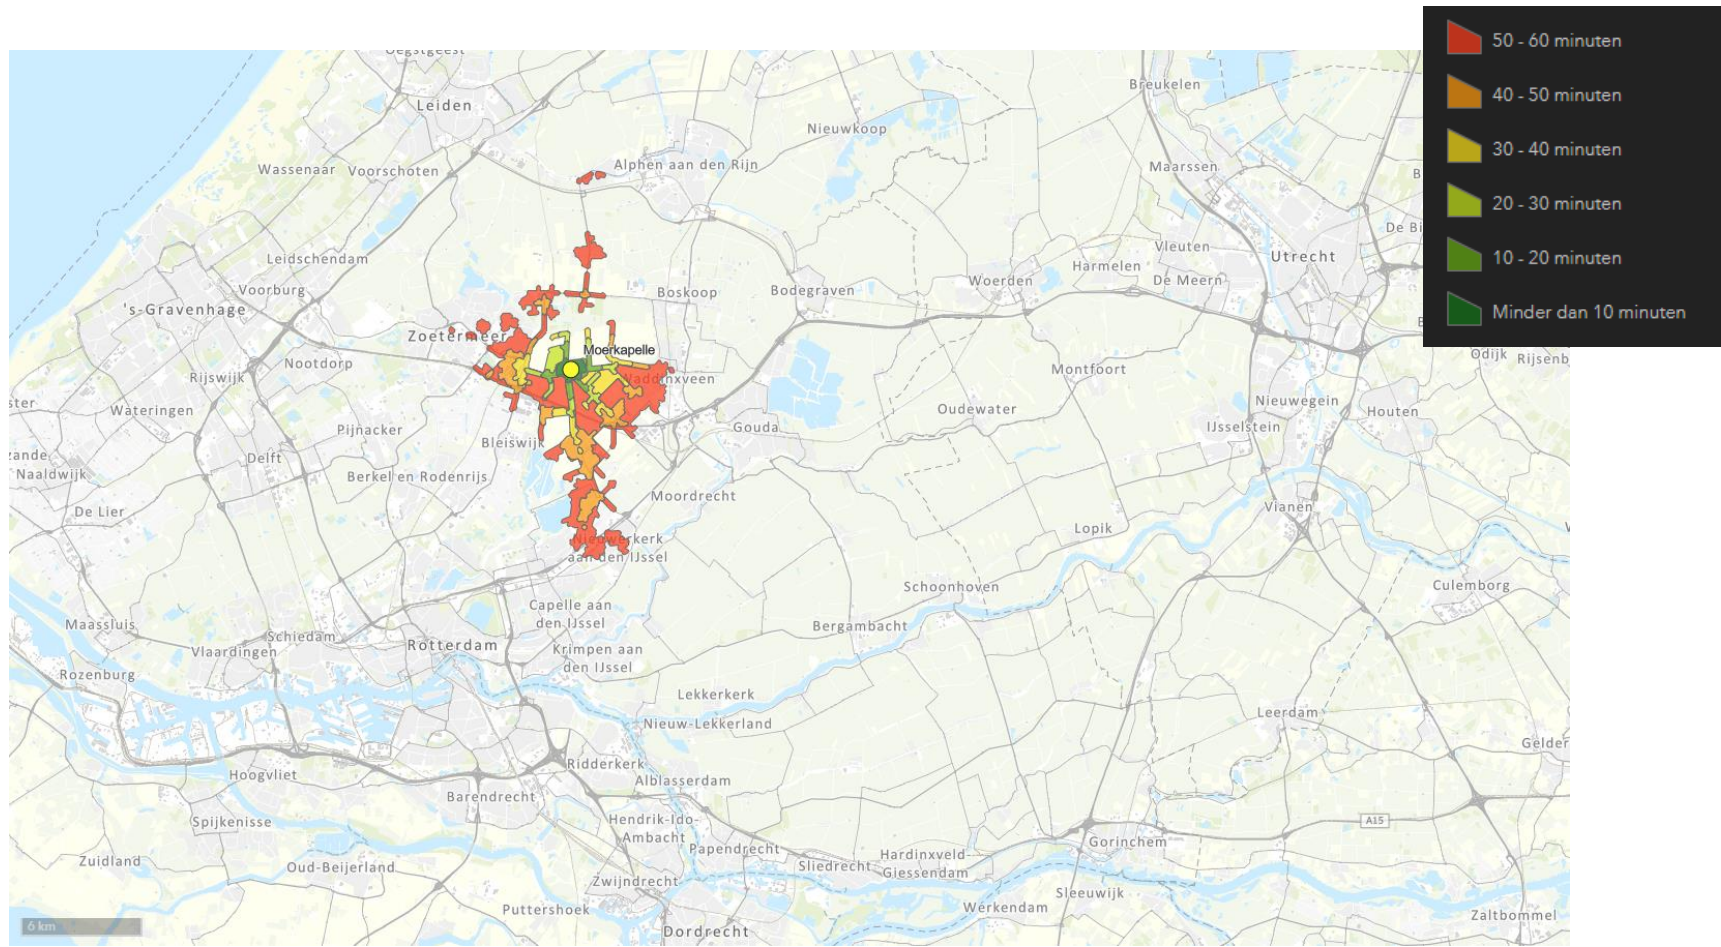 50 - 60 minuten
40 - 50 minuten
30 - 40 minuten
20 - 30 minuten
10 - 20 minuten
Minder dan 10 minuten
Oegstgeest
Leiden
Breukelen
Nieuwkoop
Wassenaar
Voorschoten
Alphen aan den Rijn
Maarssen
B
De Bi
Leidschendam
Vleuten
Utrecht
Harmelen
De Meern
Voorburg
Boskoop
Bodegraven
Woerden
's-Gravenhage
Zoetermeer
Moerkapelle
Nootdorp
Odijk
Rijsenb
Rijswijk
Waddinxveen
Montfoort
ster
Wateringen
Oudewater
Nieuwegein
Houten
Pijnacker
Gouda
IJsselstein
Bleiswijk
zande
Naaldwijk
Delft
Berkel en Rodenrijs
Moordrecht
De Lier
Vianen
Lopik
Nieuwerkerk
aan den IJssel
Schoonhoven
Culemborg
Capelle aan
den IJssel
Maassluis
Schiedam
Bergambacht
Vlaardingen
Rotterdam
Krimpen aan
den IJssel
Rozenburg
Lekkerkerk
Nieuw-Lekkerland
Leerdam
Gelder
Ridderkerk
Hoogvliet
Alblasserdam
Barendrecht
Spijkenisse
Hendrik-Ido-
Ambacht
A15
Papendrecht
Gorinchem
Zuidland
Oud-Beijerland
Sliedrecht
Hardinxveld-
Giessendam
Zwijndrecht
Sleeuwijk
Puttershoek
Werkendam
Zaltbommel
6 km
Dordrecht